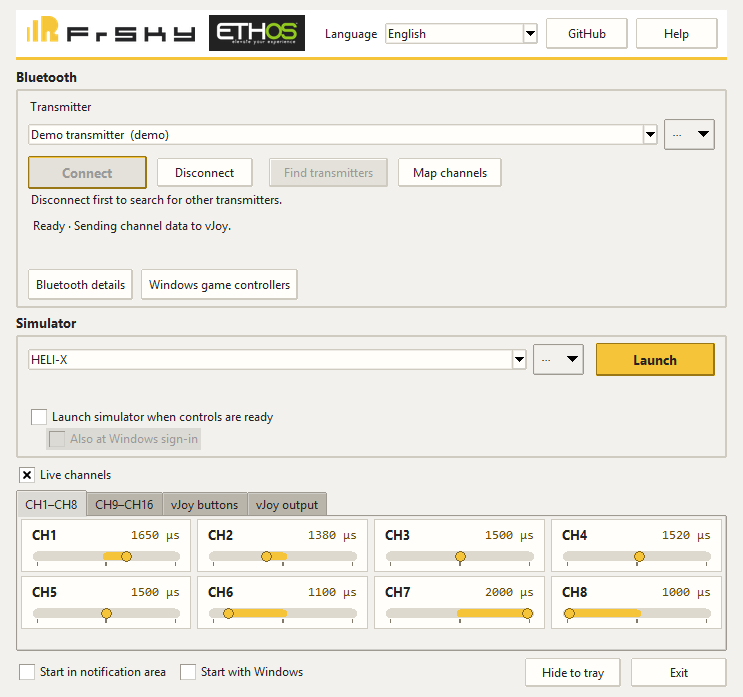 FrSKY ETHOS Language English GitHub Help
elevate your experience
Bluetooth
Transmitter
Demo transmitter (demo) ...
Connect Disconnect Find transmitters Map channels
Disconnect first to search for other transmitters.
Ready · Sending channel data to vJoy.
Bluetooth details Windows game controllers
Simulator
HELI-X ... Launch
Launch simulator when controls are ready
Also at Windows sign-in
Live channels
CH1–CH8 CH9–CH16 vJoy buttons vJoy output
CH1 1650 µs CH2 1380 µs CH3 1500 µs CH4 1520 µs
CH5 1500 µs CH6 1100 µs CH7 2000 µs CH8 1000 µs
Start in notification area Start with Windows Hide to tray Exit